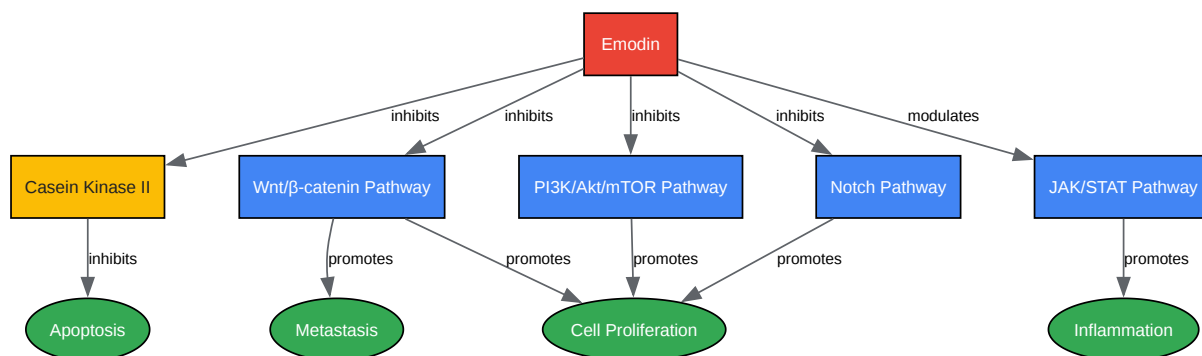 Emodin
inhibits
inhibits
inhibits
inhibits
modulates
Casein Kinase II
Wnt/β-catenin Pathway
PI3K/Akt/mTOR Pathway
Notch Pathway
JAK/STAT Pathway
inhibits
promotes
promotes
promotes
promotes
promotes
Apoptosis
Metastasis
Cell Proliferation
Inflammation